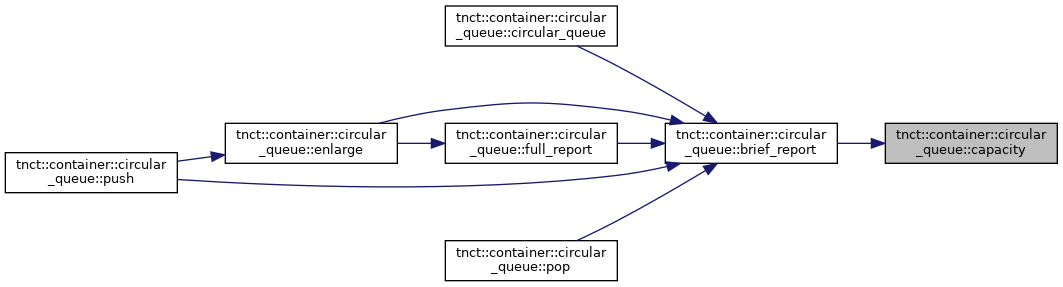 tnct::container::circular
_queue::circular_queue
tnct::container::circular
_queue::enlarge
tnct::container::circular
_queue::full_report
tnct::container::circular
_queue::brief_report
tnct::container::circular
_queue::capacity
tnct::container::circular
_queue::push
tnct::container::circular
_queue::pop